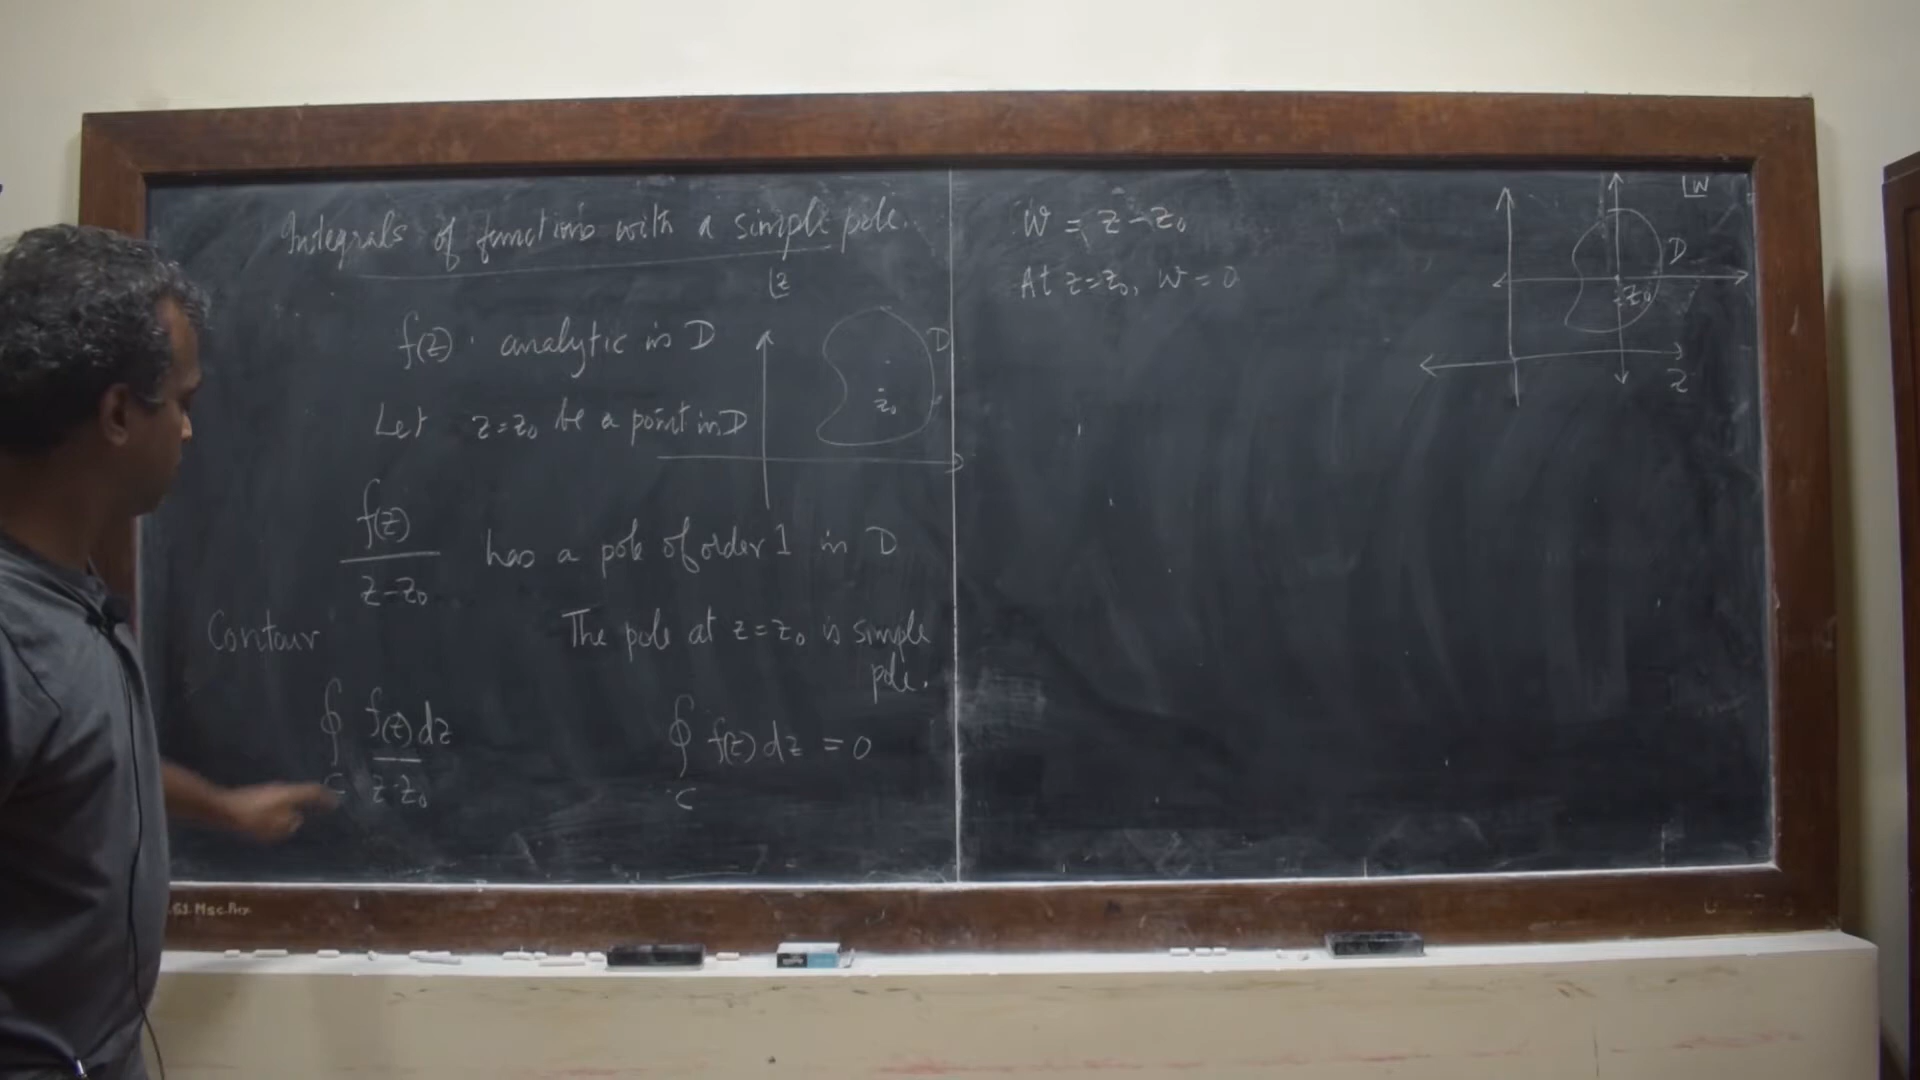 Integrals of functions with a simple pole.
z
f(z) . analytic in D
D
Let z=z₀ be a point in D
z₀
f(z)
z-z₀
has a pole of order 1 in D
Contour
The pole at z=z₀ is simple
pole.
∮ f(z)dz
C z-z₀
∮ f(z) dz = 0
C
W = z-z₀
At z=z₀, W=0
W
D
z₀
z